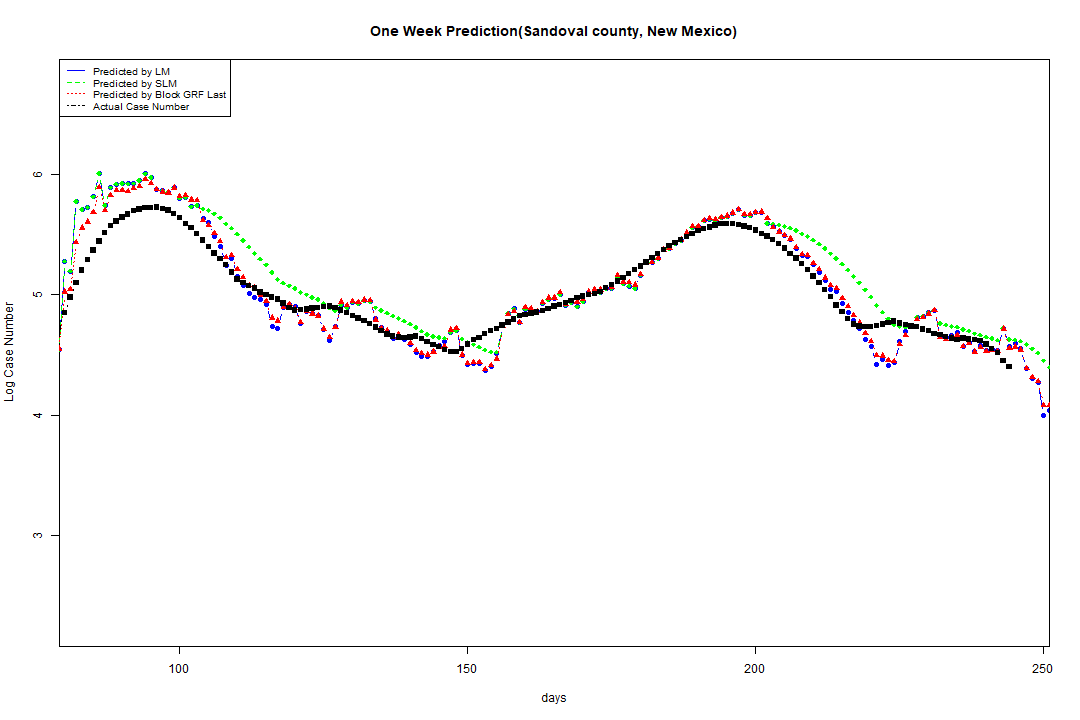 One Week Prediction(Sandoval county, New Mexico)
Predicted by LM
Predicted by SLM
Predicted by Block GRF Last
Actual Case Number
6
5
4
3
Log Case Number
100 150 200 250
days